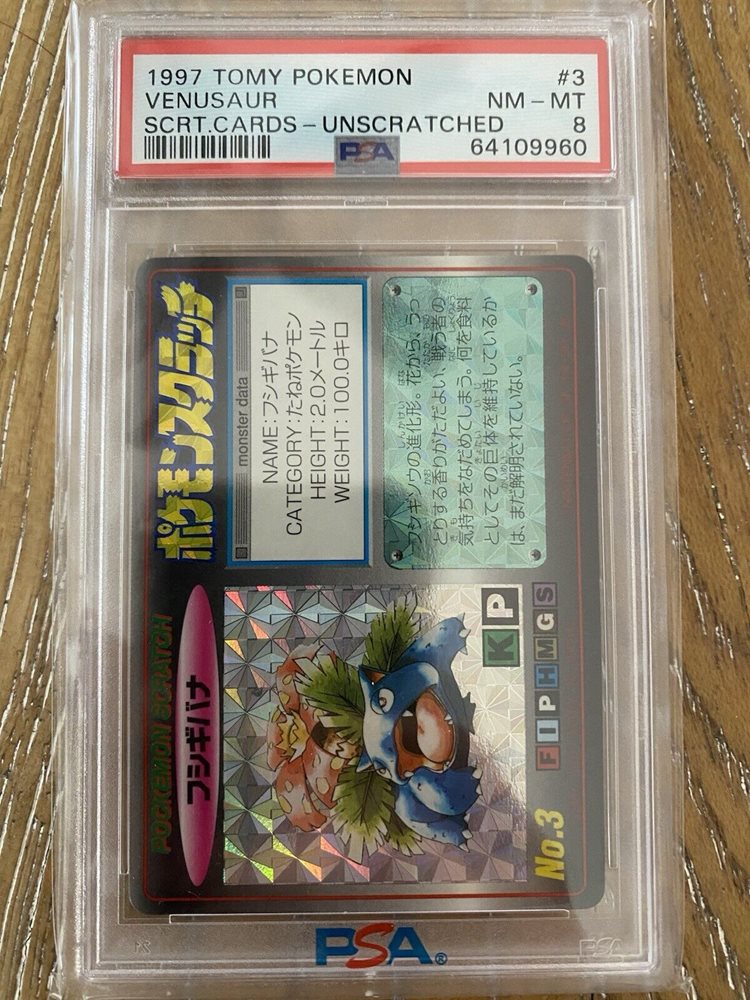 1997 TOMY POKEMON #3
VENUSAUR NM - MT
SCRT.CARDS - UNSCRATCHED 8
PSA 64109960
POCKEMON SCRATCH
ポケモンスクラッチ
フシギバナ
monster data
NAME:フシギバナ
CATEGORY:たねポケモン
HEIGHT:2.0メートル
WEIGHT:100.0キロ
フシギソウの進化形。花から、うっ
とりする香りがただよい、戦う者の
気持ちをなだめてしまう。何を食料
としてその巨体を維持しているか
は、まだ解明されていない。
K P
F I P H M G S
No.3
PSA®